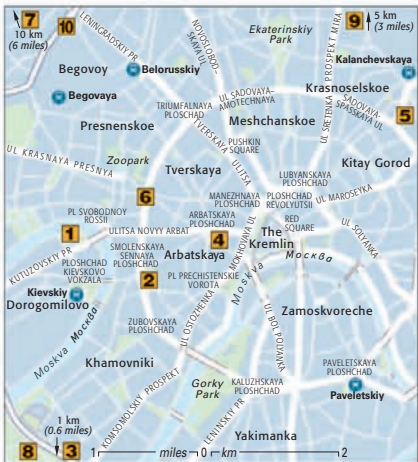 7
10 km
(6 miles)
10
LENINGRADSKIY PR
NOVOSLOBOD-
SKAYA UL
Ekaterinskiy
Park
PROSPEKT MIRA
9
5 km
(3 miles)
Begovoy
Belorusskiy
Kalanchevskaya
Begovaya
TRIUMFALNAYA
PLOSCHAD
UL SADOVAYA-
AMOTECHNAYA
Krasnoselskoe
UL SRETENKA
SADOVAYA-
SPASSKAYA UL
5
Presnenskoe
Meshchanskoe
TVERSKAYA ULITSA
PUSHKIN
SQUARE
UL KRASNAYA PRESNYA
Zoopark
Tverskaya
Kitay Gorod
LUBYANSKAYA
PLOSHCHAD
6
MANEZHNAYA
PLOSHCHAD
PLOSHCHAD
REVOLYUTSII
UL MAROSEYKA
PL SVOBODNOY
ROSSII
ARBATSKAYA
PLOSHCHAD
RED
SQUARE
UL SOLYANKA
1
ULITSA NOVYY ARBAT
4
MOKHOVAYA UL
The
Kremlin
KUTUZOVSKIY PR
SMOLENSKAYA
SENNAYA
PLOSHCHAD
Arbatskaya
Москва
PLOSHCHAD
KIEVSKOVO
VOKZALA
2
PL PRECHISTENSKIE
VOROTA
Moskva
Kievskiy
Dorogomilovo
UL OSTOZHENKA
UL BOL POLYANKA
Zamoskvoreche
Moskva Москва
ZUBOVSKAYA
PLOSHCHAD
Khamovniki
PAVELETSKAYA
PLOSHCHAD
KOMSOMOLSKIY PROSPEKT
Gorky
Park
KALUZHSKAYA
PLOSHCHAD
Paveletskiy
LENINSKIY PR
1 km
(0.6 miles)
Yakimanka
8
3
1 miles 0 km 2